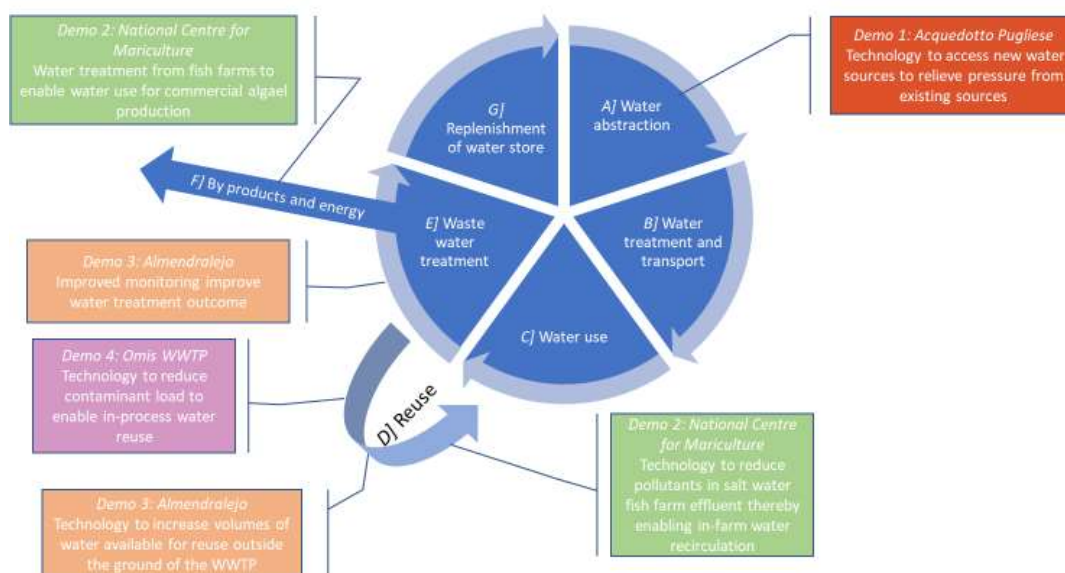 Demo 2: National Centre for
Mariculture
Water treatment from fish farms to
enable water use for commercial algael
production
Demo 1: Acquedotto Pugliese
Technology to access new water
sources to relieve pressure from
existing sources
G]
Replenishment
of water store
A] Water
abstraction
F] By products and energy
E] Waste
water
treatment
B] Water
treatment and
transport
C] Water use
D] Reuse
Demo 3: Almendralejo
Improved monitoring improve
water treatment outcome
Demo 4: Omis WWTP
Technology to reduce
contaminant load to
enable in-process water
reuse
Demo 3: Almendralejo
Technology to increase volumes of
water available for reuse outside
the ground of the WWTP
Demo 2: National Centre
for Mariculture
Technology to reduce
pollutants in salt water
fish farm effluent thereby
enabling in-farm water
recirculation